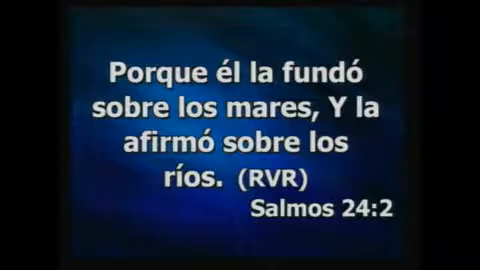 Porque él la fundó
sobre los mares, Y la
afirmó sobre los
ríos. (RVR)
Salmos 24:2